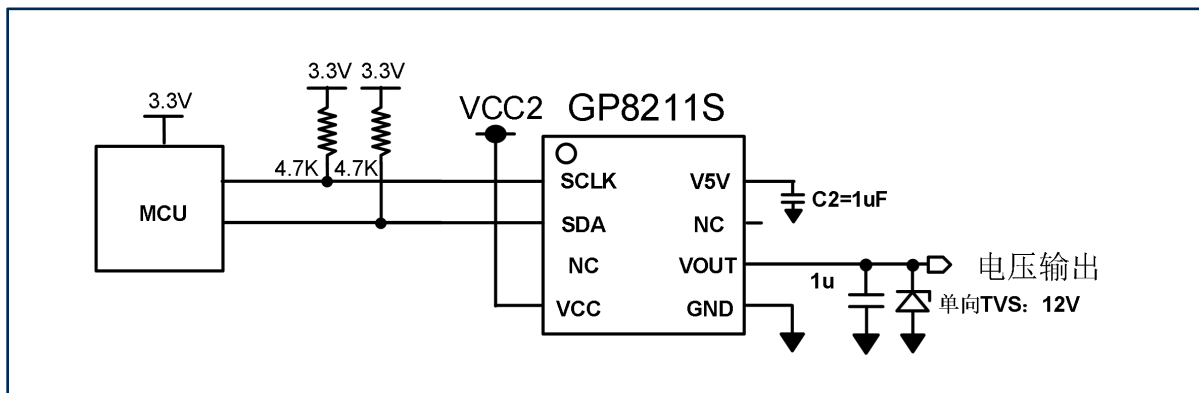 3.3V 3.3V
3.3V
VCC2 GP8211S
4.7K 4.7K
SCLK V5V
C2=1uF
MCU
SDA NC
NC VOUT
电压输出
1u
VCC GND
单向TVS：12V